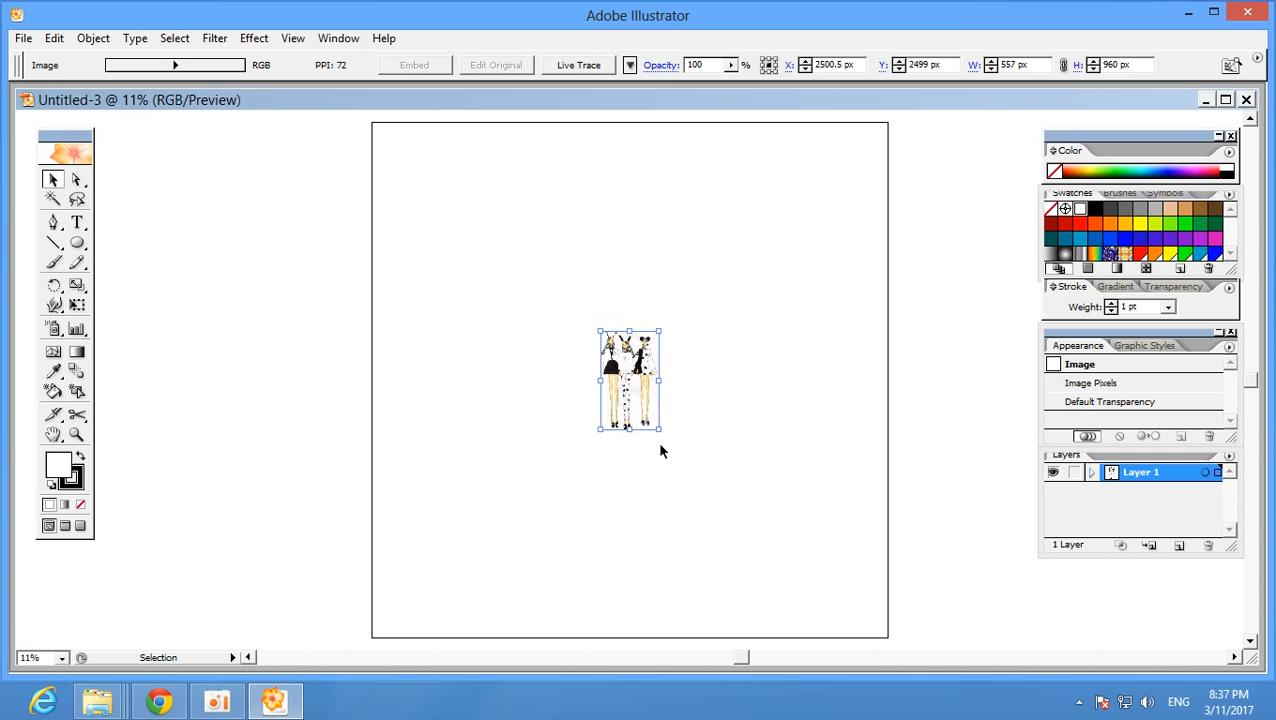 Adobe Illustrator
File Edit Object Type Select Filter Effect View Window Help
Image RGB PPI: 72 Embed Edit Original Live Trace Opacity: 100 % X: 2500.5 px Y: 2499 px W: 557 px H: 960 px
Untitled-3 @ 11% (RGB/Preview)
Color
Swatches Brushes Symbols
Stroke Gradient Transparency
Weight: 1 pt
Appearance Graphic Styles
Image
Image Pixels
Default Transparency
Layers
Layer 1
1 Layer
11% Selection
ENG 8:37 PM
3/11/2017